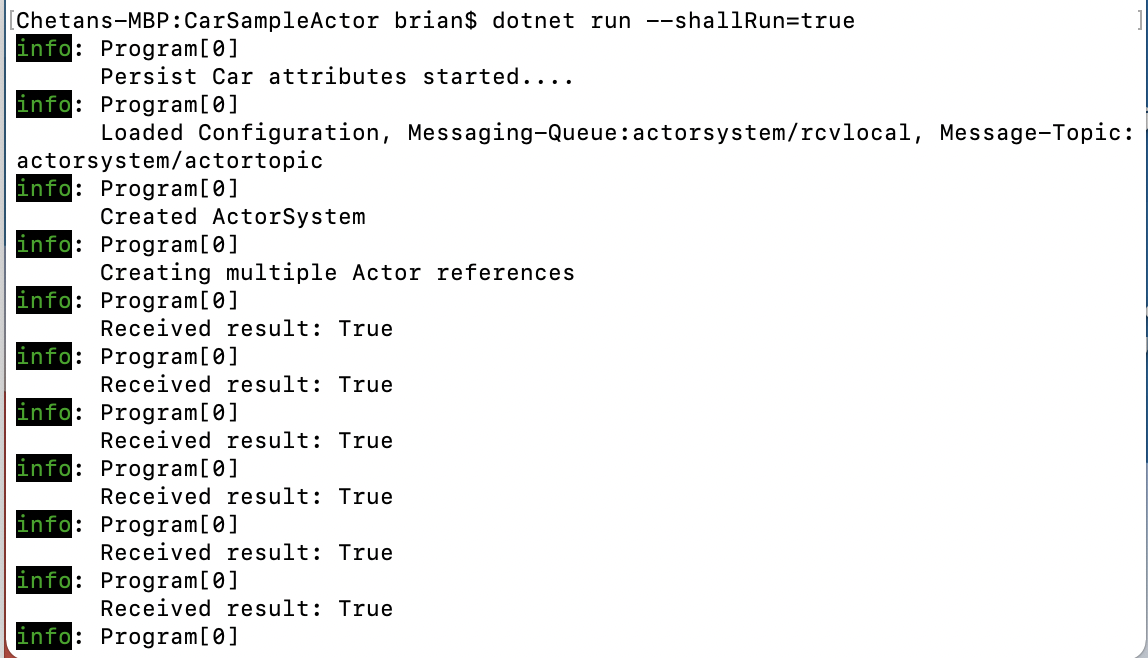 [Chetans-MBP:CarSampleActor brian$ dotnet run --shallRun=true ]
info: Program[0]
Persist Car attributes started....
info: Program[0]
Loaded Configuration, Messaging-Queue:actorsystem/rcvlocal, Message-Topic:
actorsystem/actortopic
info: Program[0]
Created ActorSystem
info: Program[0]
Creating multiple Actor references
info: Program[0]
Received result: True
info: Program[0]
Received result: True
info: Program[0]
Received result: True
info: Program[0]
Received result: True
info: Program[0]
Received result: True
info: Program[0]
Received result: True
info: Program[0]